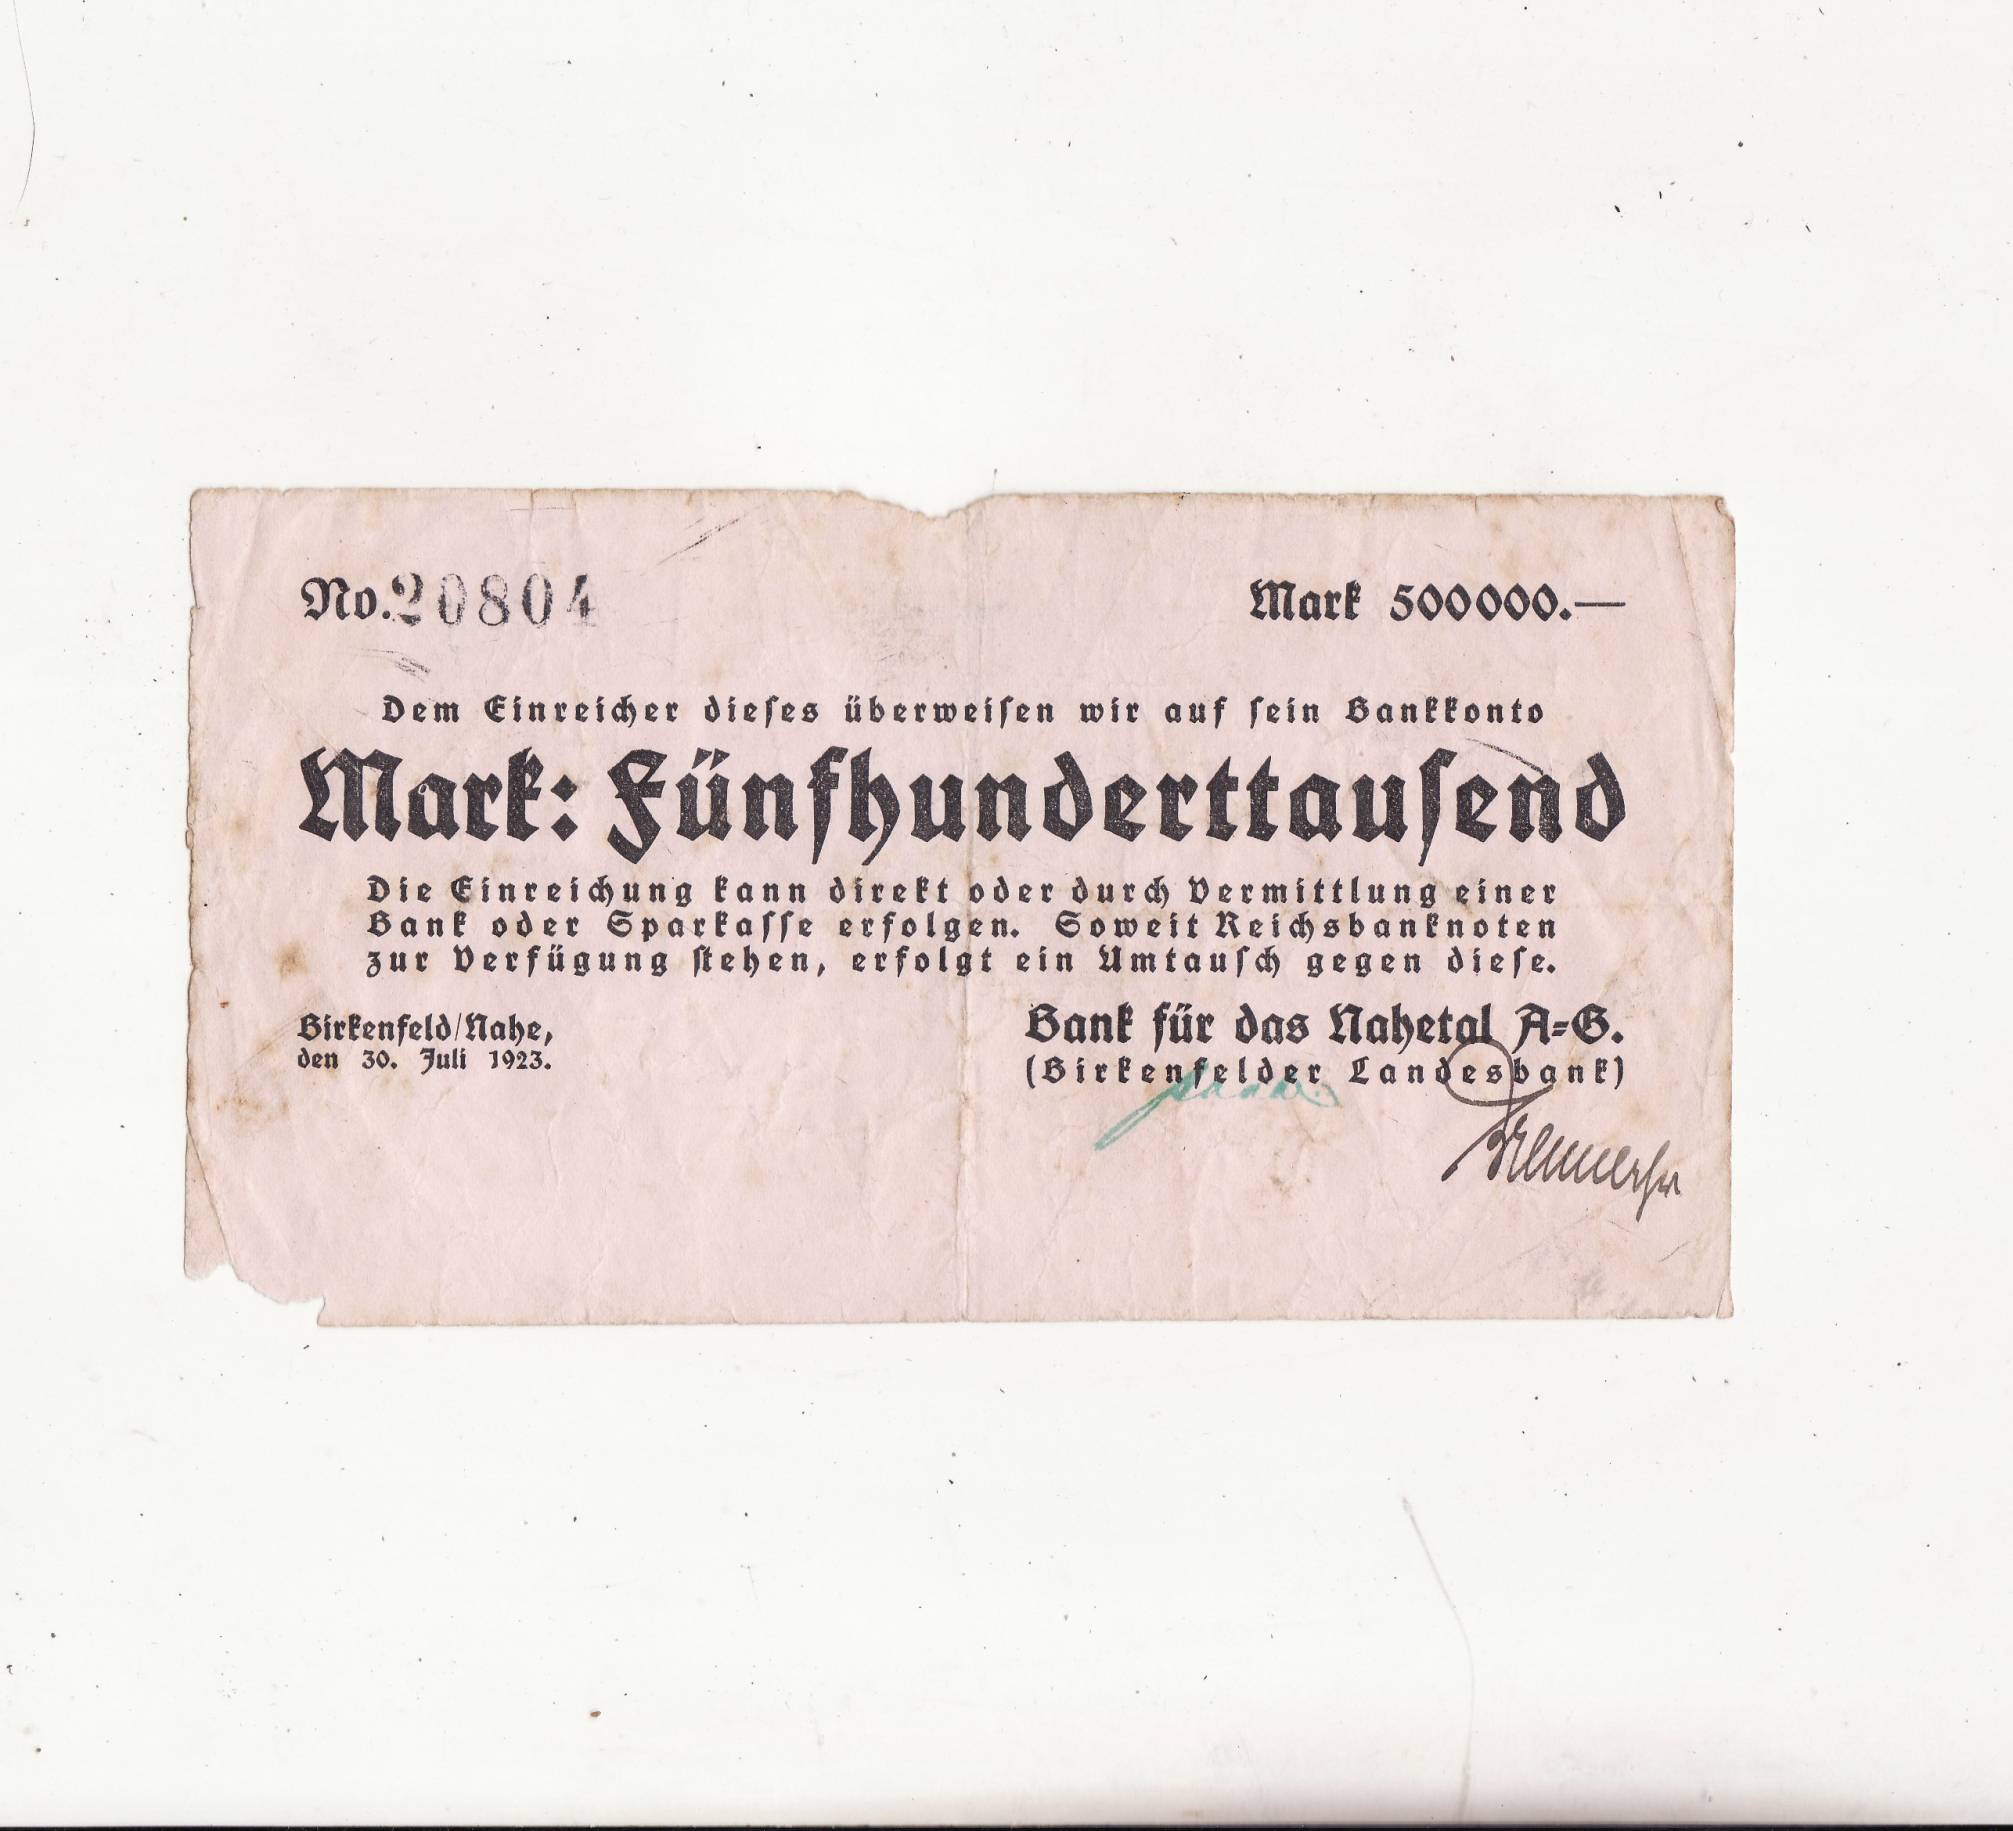 No. 20804
Mark 500000.—
Dem Einreicher dieses überweisen wir auf sein Bankkonto
Mark: Fünfhunderttausend
Die Einreichung kann direkt oder durch Vermittlung einer
Bank oder Sparkasse erfolgen. Soweit Reichsbanknoten
zur Verfügung stehen, erfolgt ein Umtausch gegen diese.
Birkenfeld/Nahe,
den 30. Juli 1923.
Bank für das Nahetal A=G.
(Birkenfelder Landesbank)